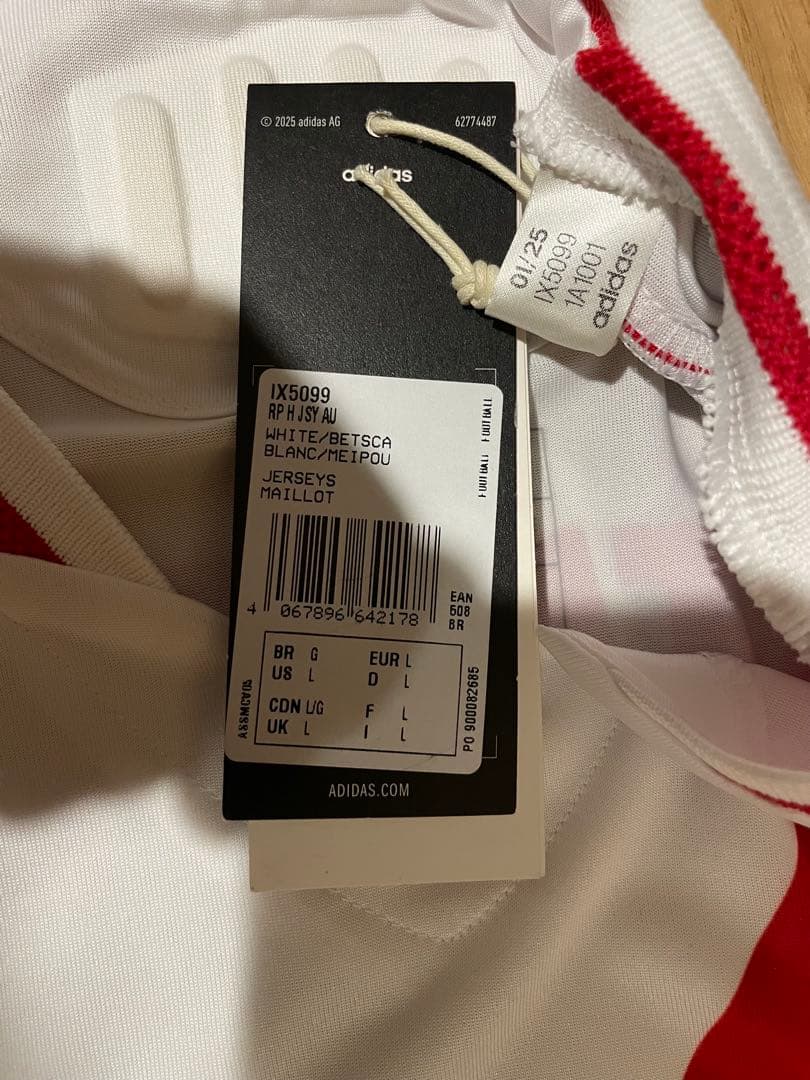 © 2025 adidas AG
62774487
adidas
01/25
IX5099
1A1001
adidas
IX5099
RP H JSY AU
WHITE/BETSCA
BLANC/MEIPOU
JERSEYS
MAILLOT
FOOTBALL FOOTBALL
4 067896 642178
EAN
508
BR
BR G EUR L
US L D L
CDN L/G F L
UK L I L
ASSMCVA05
PO 900082685
ADIDAS.COM